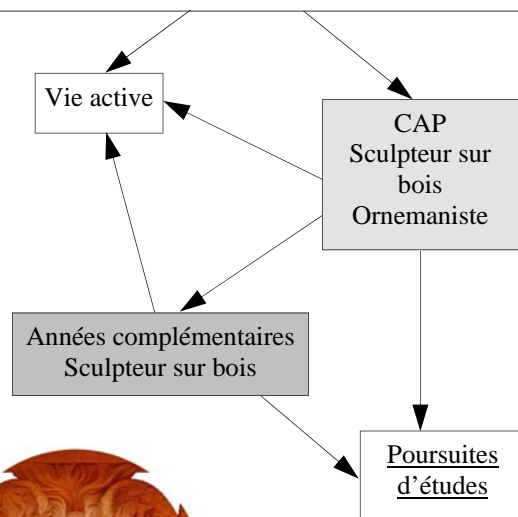 Vie active
CAP
Sculpteur sur
bois
Ornemaniste
Années complémentaires
Sculpteur sur bois
Poursuites
d'études